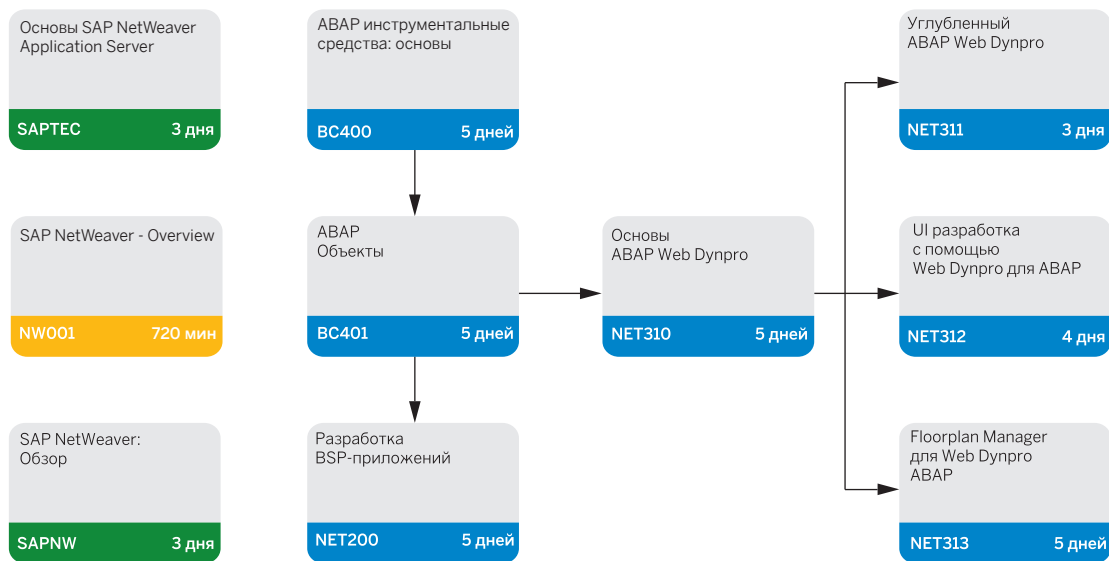 Основы SAP NetWeaver
Application Server
SAPTEC 3 дня
SAP NetWeaver - Overview
NW001 720 мин
SAP NetWeaver:
Обзор
SAPNW 3 дня
ABAP инструментальные
средства: основы
BC400 5 дней
ABAP
Объекты
BC401 5 дней
Разработка
BSP-приложений
NET200 5 дней
Основы
ABAP Web Dynpro
NET310 5 дней
Углубленный
ABAP Web Dynpro
NET311 3 дня
UI разработка
с помощью
Web Dynpro для ABAP
NET312 4 дня
Floorplan Manager
для Web Dynpro
ABAP
NET313 5 дней